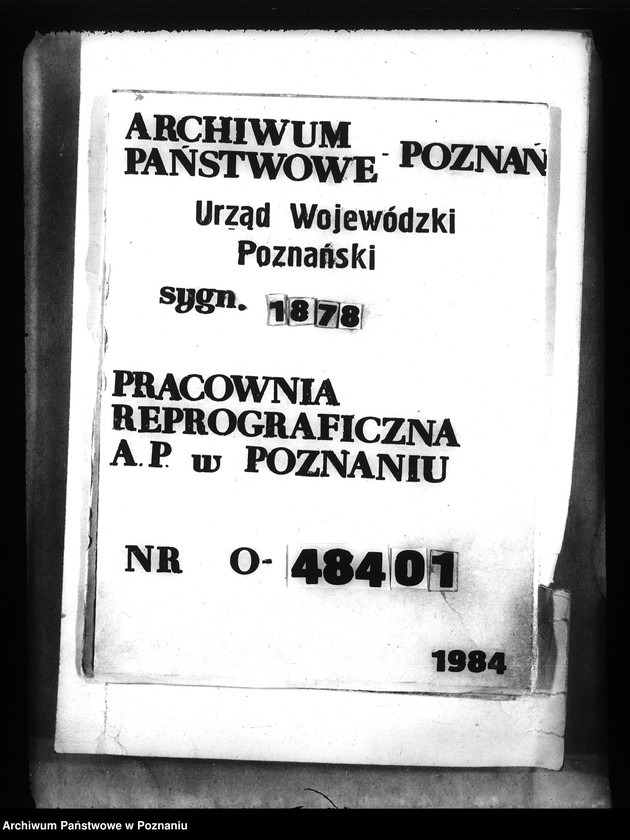 ARCHIWUM
PAŃSTWOWE - POZNAŃ
Urząd Wojewódzki
Poznański
sygn. 1878
PRACOWNIA
REPROGRAFICZNA
A.P. w POZNANIU
NR O-48401
1984
Archiwum Państwowe w Poznaniu